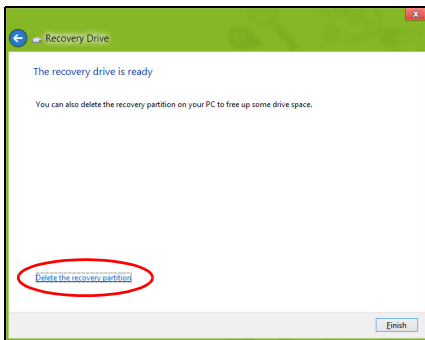 x
Recovery Drive
The recovery drive is ready
You can also delete the recovery partition on your PC to free up some drive space.
Delete the recovery partition
Finish